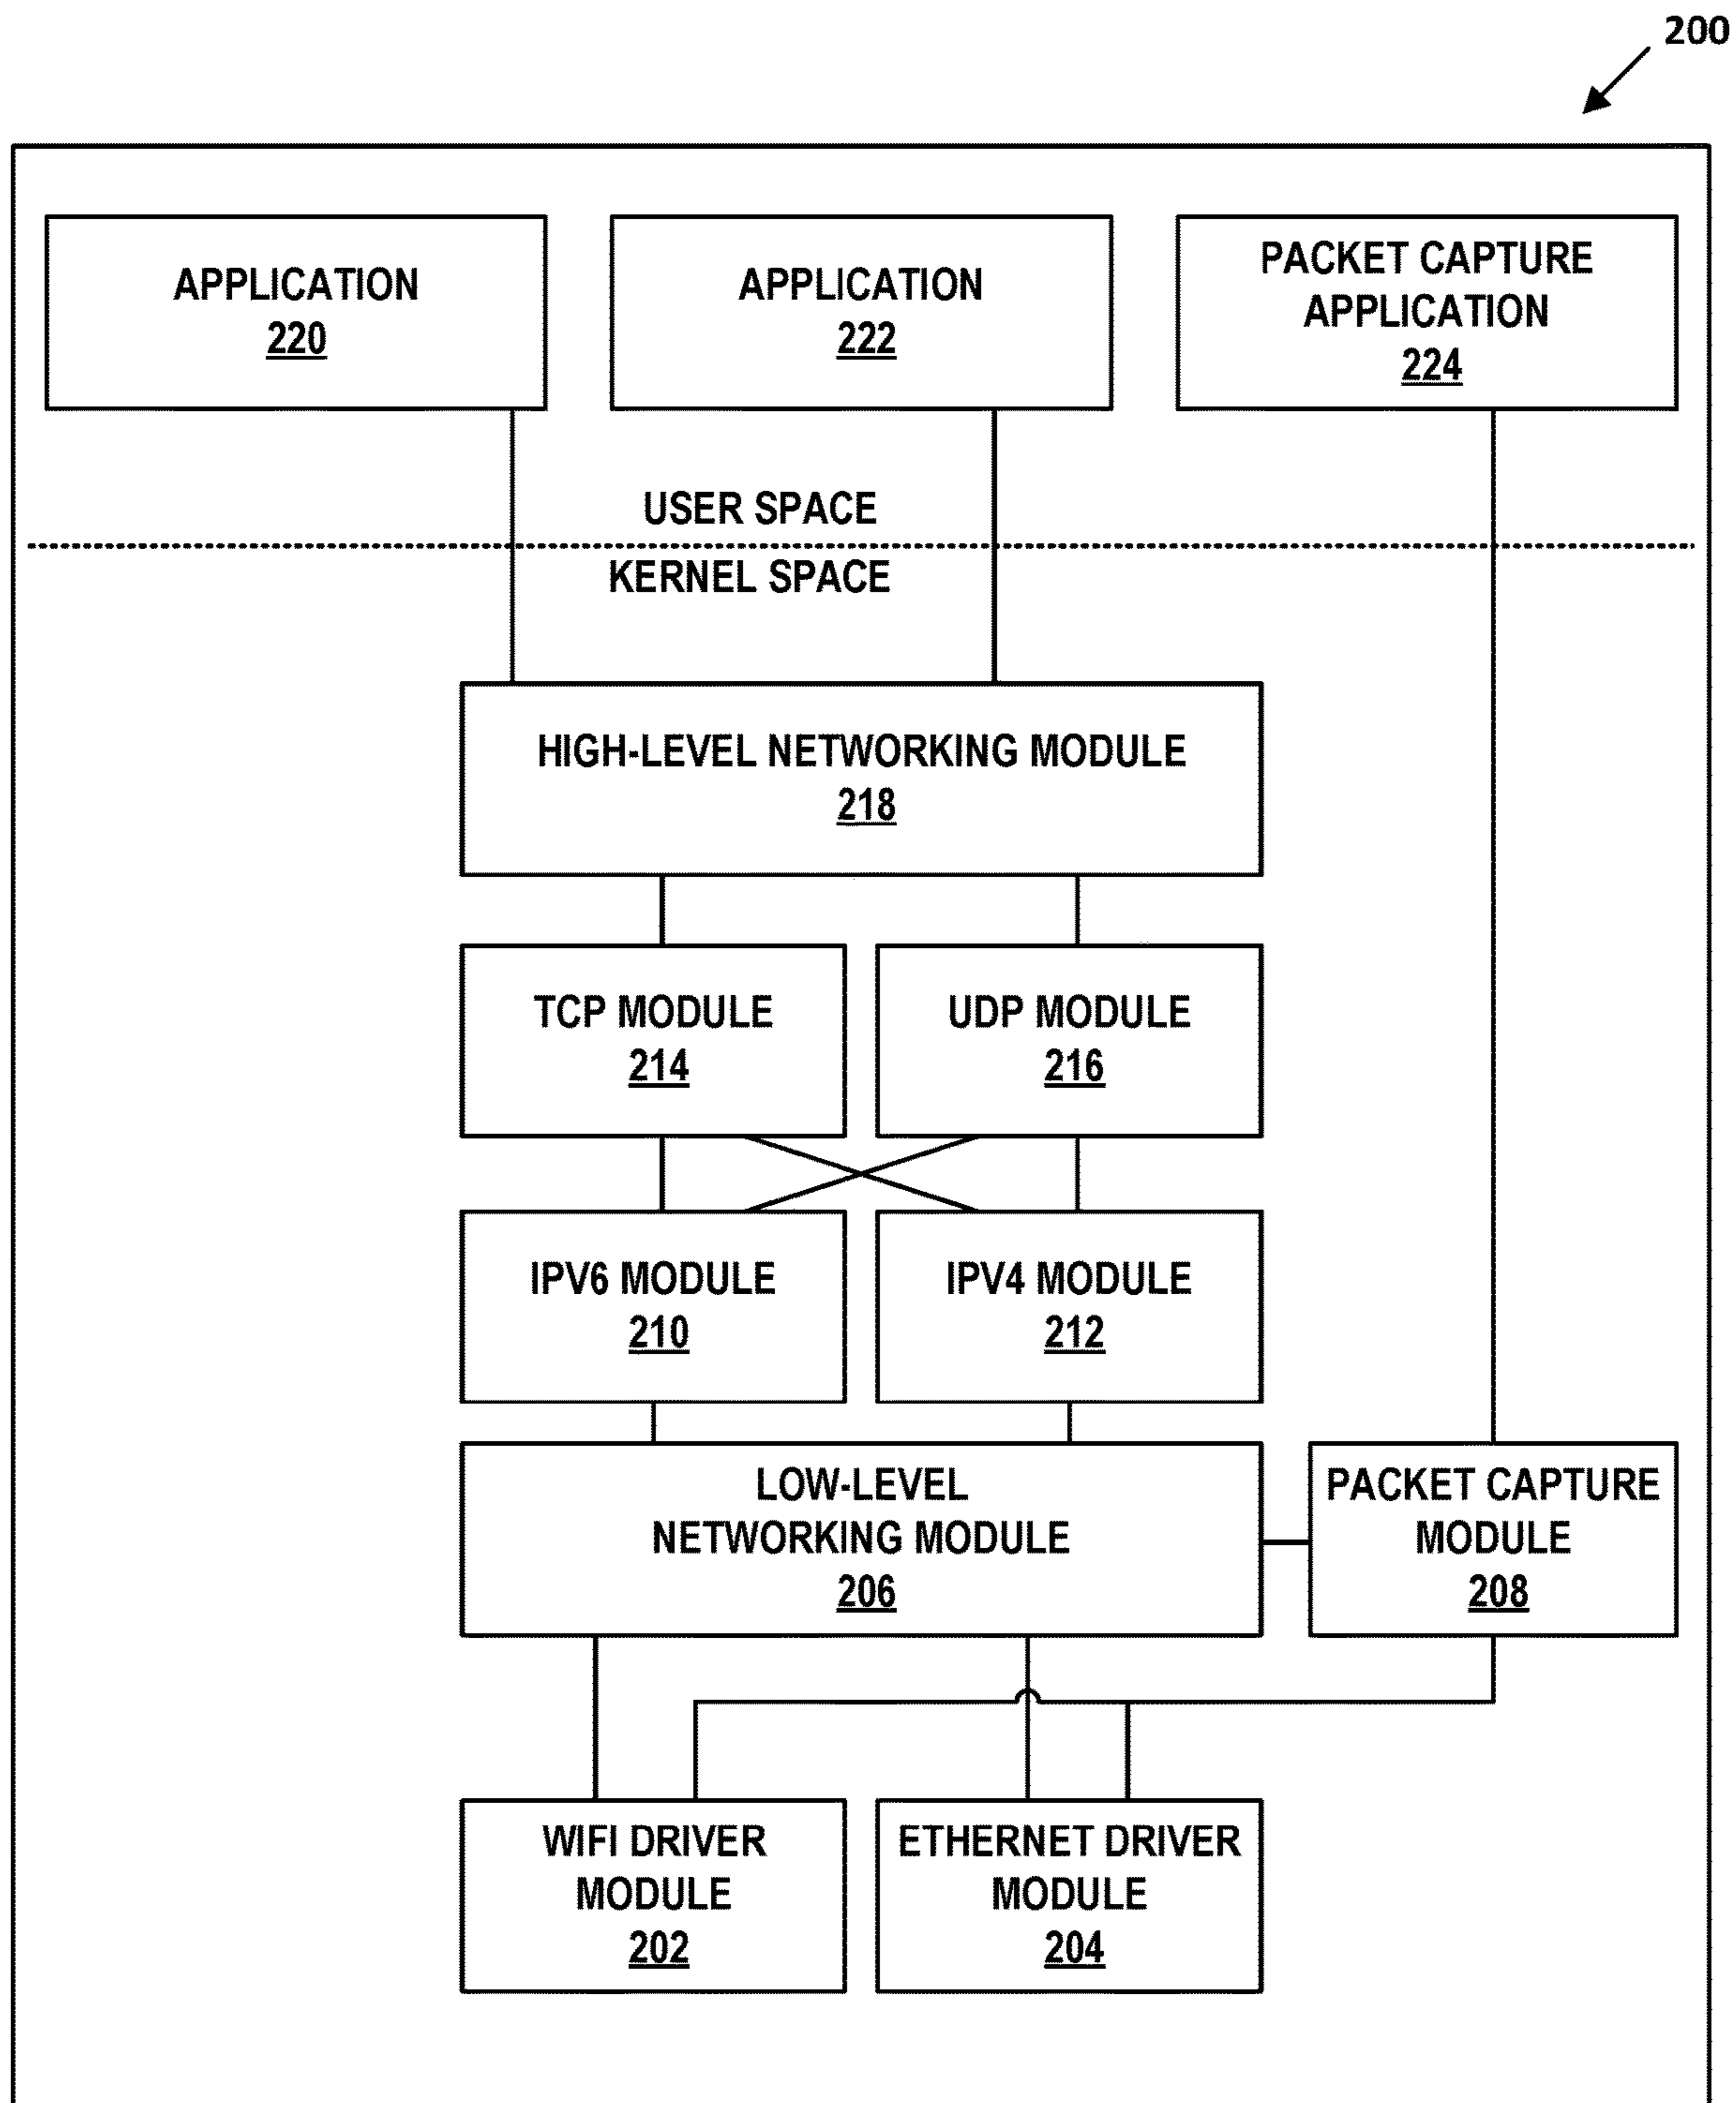 200
APPLICATION
220
APPLICATION
222
PACKET CAPTURE
APPLICATION
224
USER SPACE
KERNEL SPACE
HIGH-LEVEL NETWORKING MODULE
218
TCP MODULE
214
UDP MODULE
216
IPV6 MODULE
210
IPV4 MODULE
212
LOW-LEVEL
NETWORKING MODULE
206
PACKET CAPTURE
MODULE
208
WIFI DRIVER
MODULE
202
ETHERNET DRIVER
MODULE
204